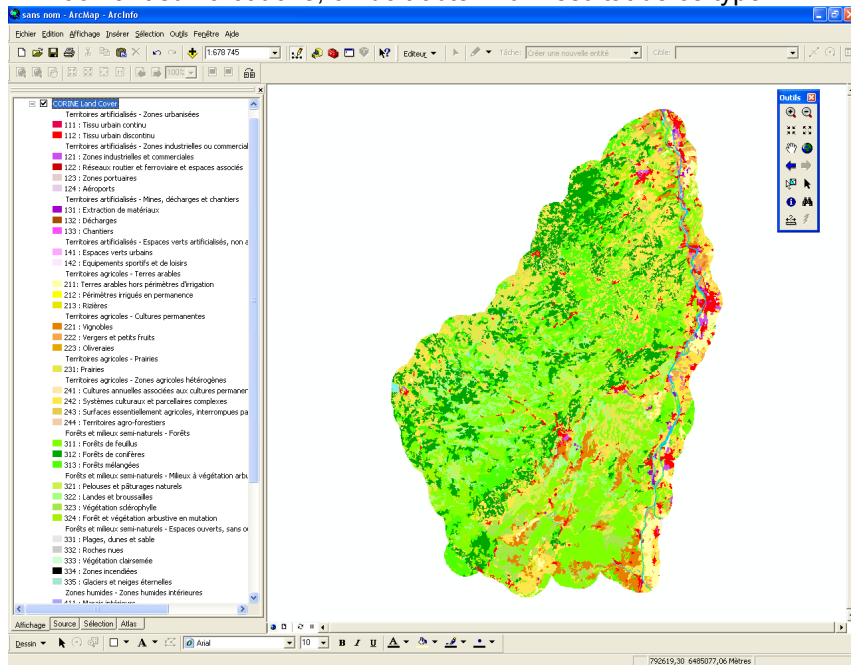 sans nom - ArcMap - ArcInfo
Fichier Edition Affichage Insérer Sélection Outils Fenêtre Aide
1:678 745
Editeur
Tâche: Créer une nouvelle entité
Cible:
100%
CORINE Land Cover
Territoires artificialisés - Zones urbanisées
111 : Tissu urbain continu
112 : Tissu urbain discontinu
Territoires artificialisés - Zones industrielles ou commercial
121 : Zones industrielles et commerciales
122 : Réseaux routier et ferroviaire et espaces associés
123 : Zones portuaires
124 : Aéroports
Territoires artificialisés - Mines, décharges et chantiers
131 : Extraction de matériaux
132 : Décharges
133 : Chantiers
Territoires artificialisés - Espaces verts artificialisés, non a
141 : Espaces verts urbains
142 : Equipements sportifs et de loisirs
Territoires agricoles - Terres arables
211: Terres arables hors périmètres d'irrigation
212 : Périmètres irrigués en permanence
213 : Rizières
Territoires agricoles - Cultures permanentes
221 : Vignobles
222 : Vergers et petits fruits
223 : Oliveraies
Territoires agricoles - Prairies
231: Prairies
Territoires agricoles - Zones agricoles hétérogènes
241 : Cultures annuelles associées aux cultures permanen
242 : Systèmes culturaux et parcellaires complexes
243 : Surfaces essentiellement agricoles, interrompues pa
244 : Territoires agro-forestiers
Forêts et milieux semi-naturels - Forêts
311 : Forêts de feuillus
312 : Forêts de conifères
313 : Forêts mélangées
Forêts et milieux semi-naturels - Milieux à végétation arbu
321 : Pelouses et pâturages naturels
322 : Landes et broussailles
323 : Végétation sclérophylle
324 : Forêt et végétation arbustive en mutation
Forêts et milieux semi-naturels - Espaces ouverts, sans o
331 : Plages, dunes et sable
332 : Roches nues
333 : Végétation clairsemée
334 : Zones incendiées
335 : Glaciers et neiges éternelles
Zones humides - Zones humides intérieures
411 : Marais intérieurs
Outils
Affichage Source Sélection Atlas
Dessin
A
Arial
10
B I U A
792619,30 6485077,06 Mètres